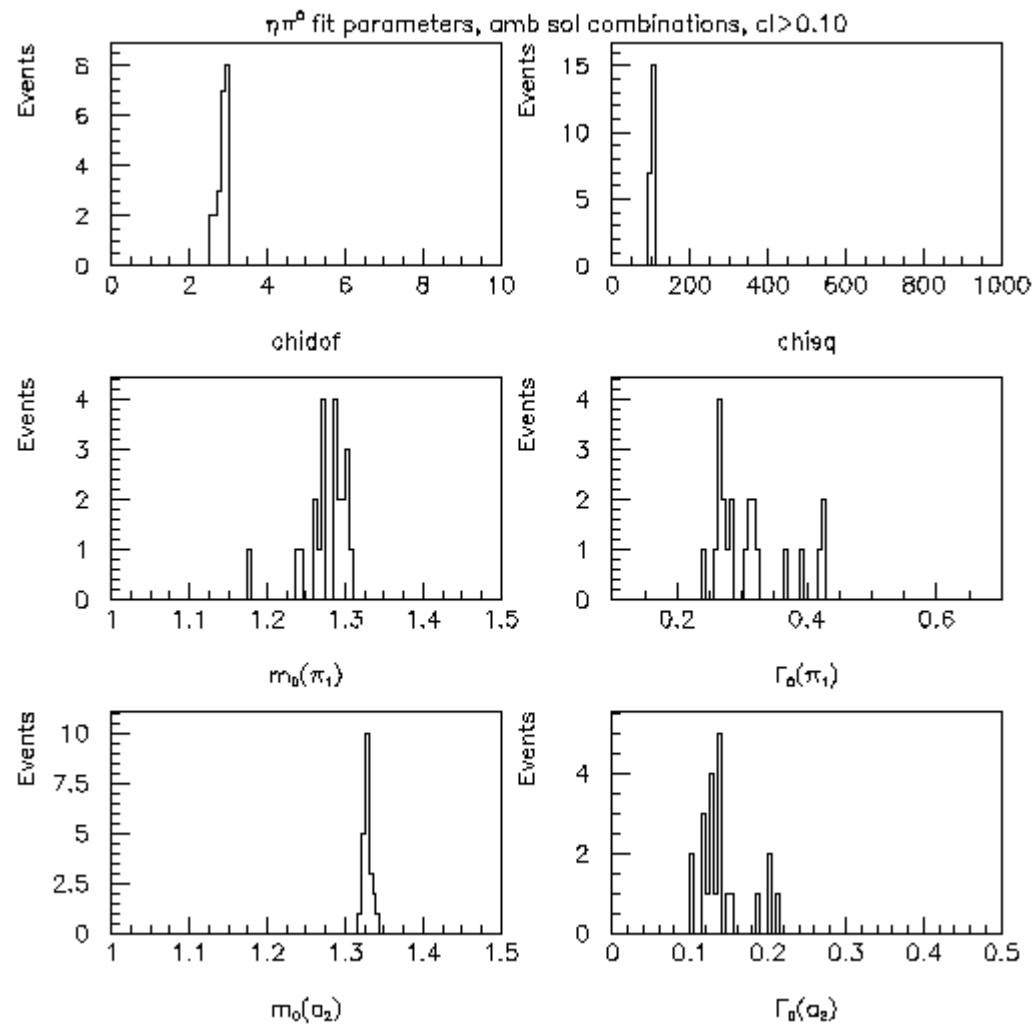 ηπ⁰ fit parameters, amb sol combinations, cl>0.10
Events
8
6
4
2
0
0 2 4 6 8 10
chidof
Events
15
10
5
0
0 200 400 600 800 1000
chisq
Events
4
3
2
1
0
1 1.1 1.2 1.3 1.4 1.5
m₀(π₁)
Events
4
3
2
1
0
0.2 0.4 0.6
Γ₀(π₁)
Events
10
7.5
5
2.5
0
1 1.1 1.2 1.3 1.4 1.5
m₀(a₂)
Events
4
2
0
0 0.1 0.2 0.3 0.4 0.5
Γ₀(a₂)